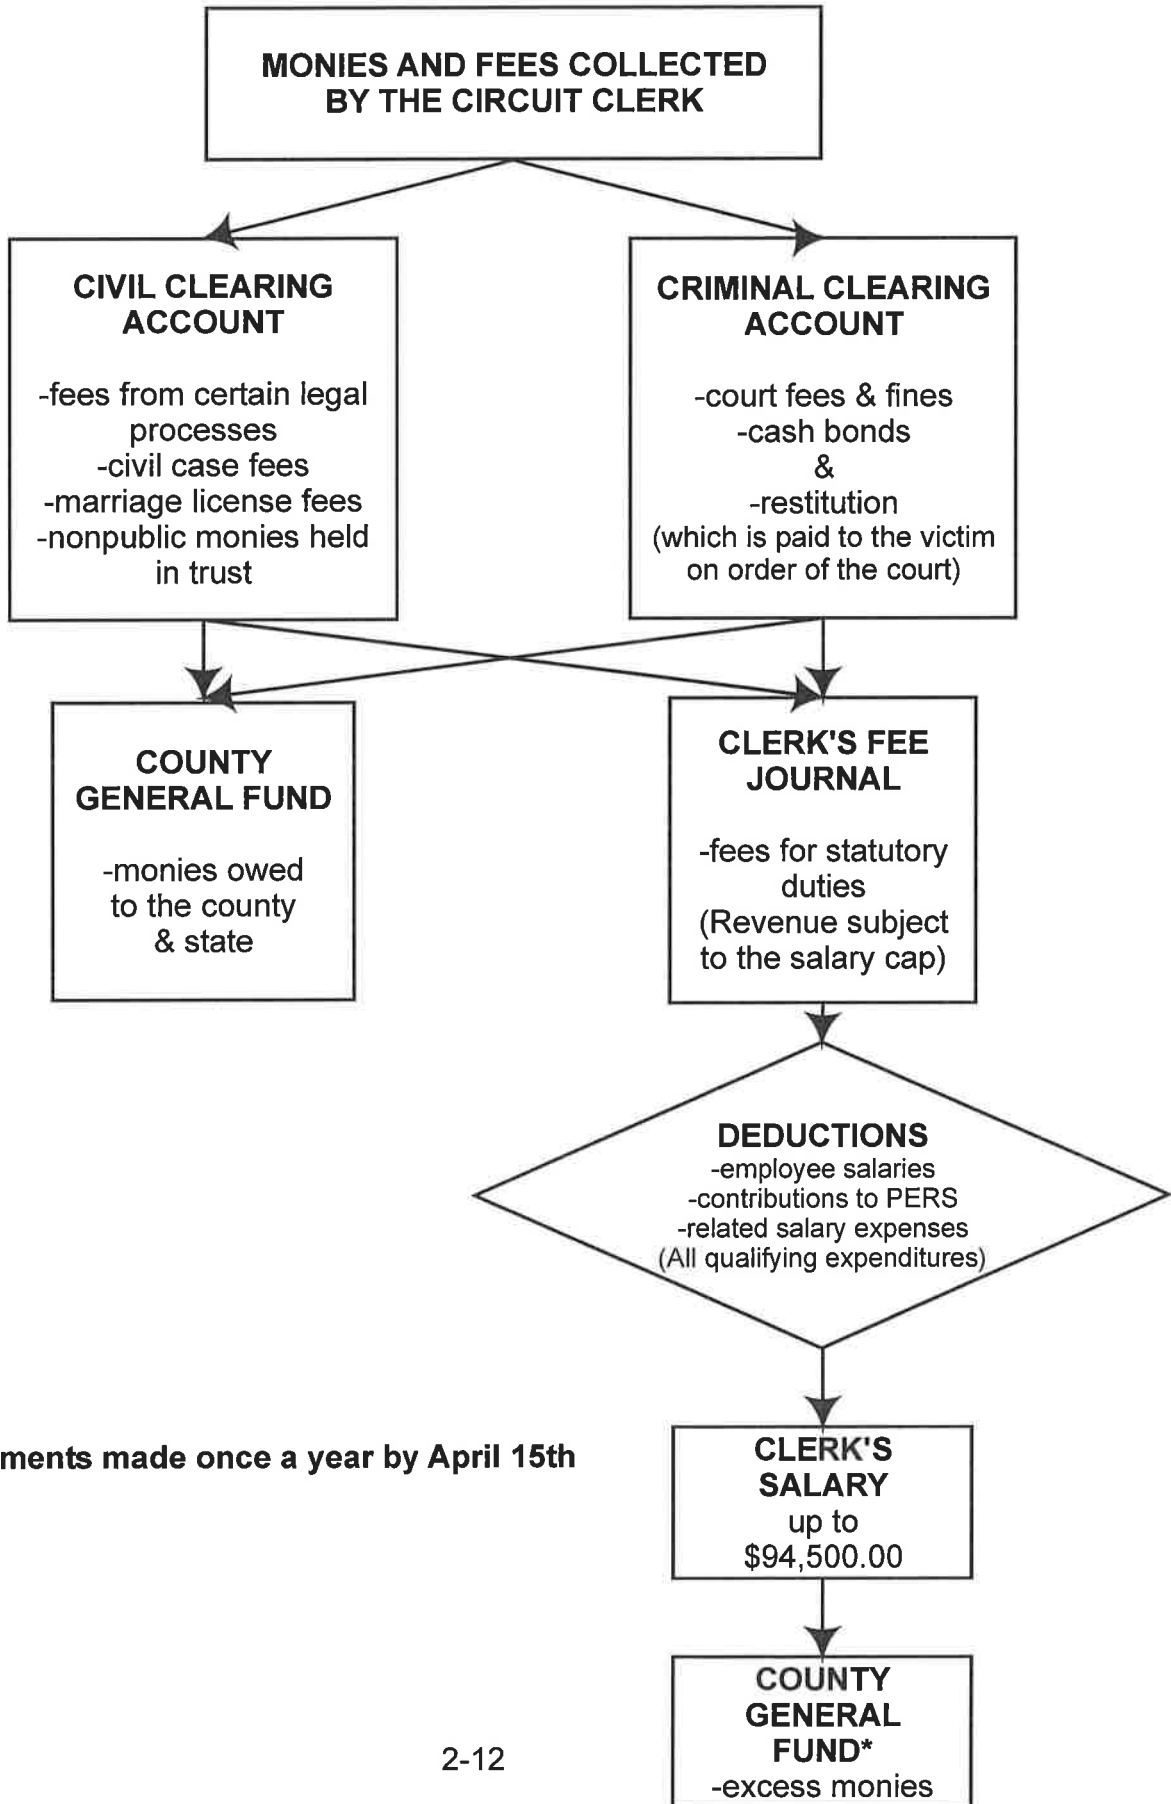 MONIES AND FEES COLLECTED
BY THE CIRCUIT CLERK
CIVIL CLEARING
ACCOUNT
-fees from certain legal
processes
-civil case fees
-marriage license fees
-nonpublic monies held
in trust
CRIMINAL CLEARING
ACCOUNT
-court fees & fines
-cash bonds
&
-restitution
(which is paid to the victim
on order of the court)
COUNTY
GENERAL FUND
-monies owed
to the county
& state
CLERK'S FEE
JOURNAL
-fees for statutory
duties
(Revenue subject
to the salary cap)
DEDUCTIONS
-employee salaries
-contributions to PERS
-related salary expenses
(All qualifying expenditures)
ments made once a year by April 15th
CLERK'S
SALARY
up to
$94,500.00
COUNTY
GENERAL
FUND*
-excess monies
2-12